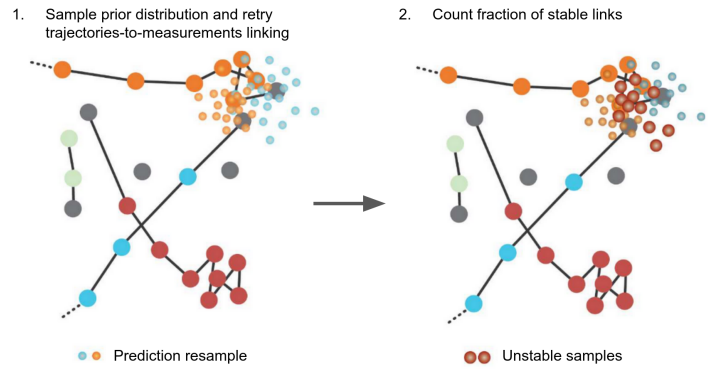 1. Sample prior distribution and retry
trajectories-to-measurements linking
2. Count fraction of stable links
Prediction resample
Unstable samples